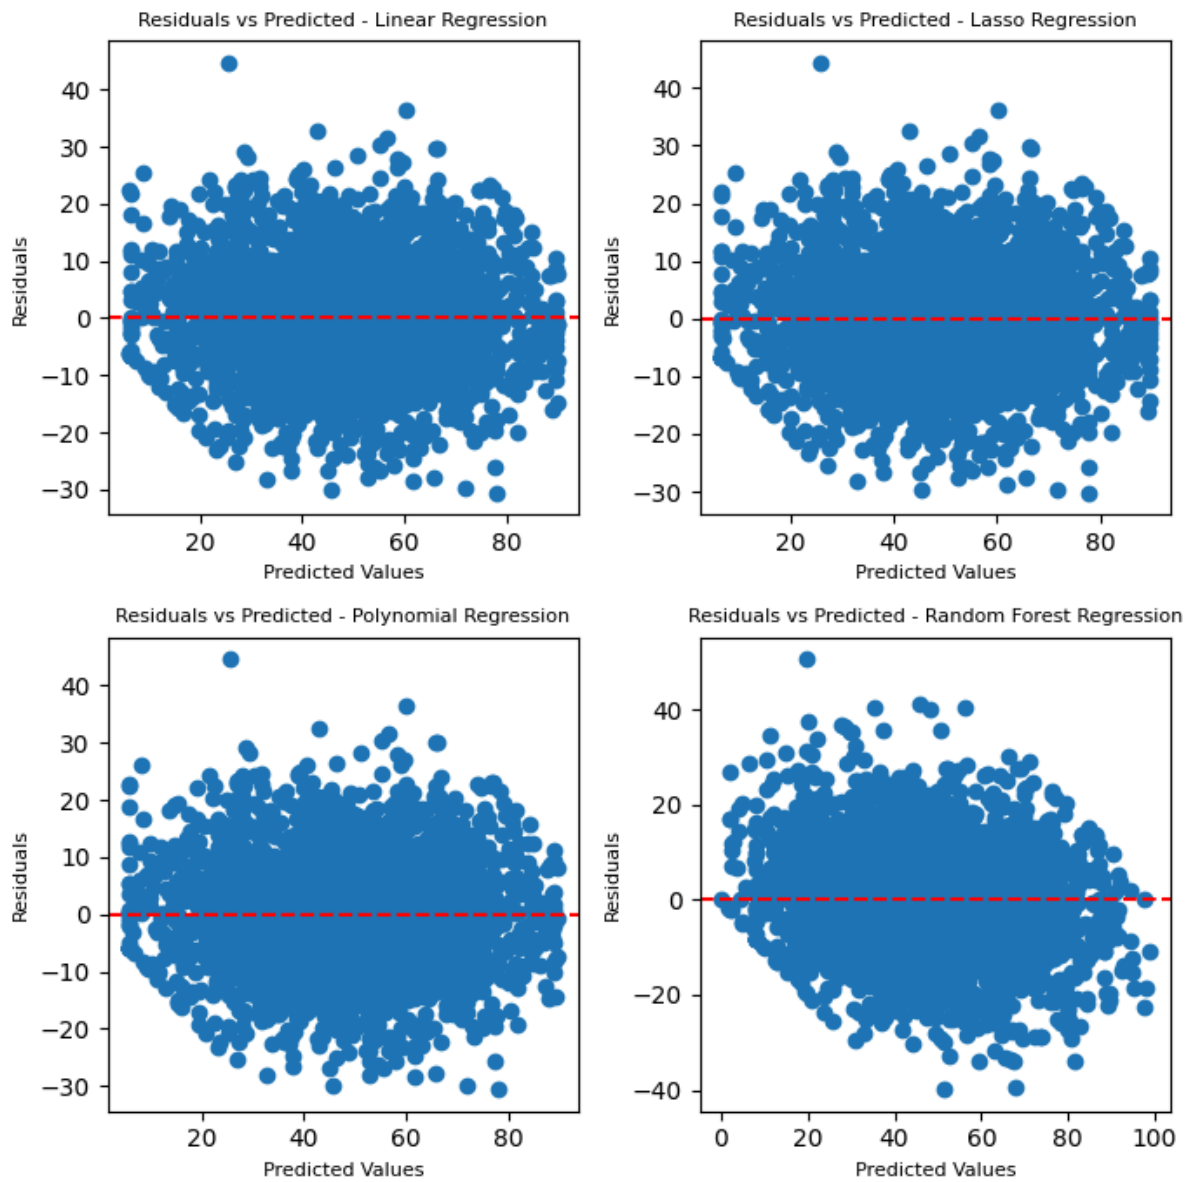 Residuals vs Predicted - Linear Regression
40
30
20
10
0
−10
−20
−30
Residuals
20 40 60 80
Predicted Values
Residuals vs Predicted - Lasso Regression
40
30
20
10
0
−10
−20
−30
Residuals
20 40 60 80
Predicted Values
Residuals vs Predicted - Polynomial Regression
40
30
20
10
0
−10
−20
−30
Residuals
20 40 60 80
Predicted Values
Residuals vs Predicted - Random Forest Regression
40
20
0
−20
−40
Residuals
0 20 40 60 80 100
Predicted Values